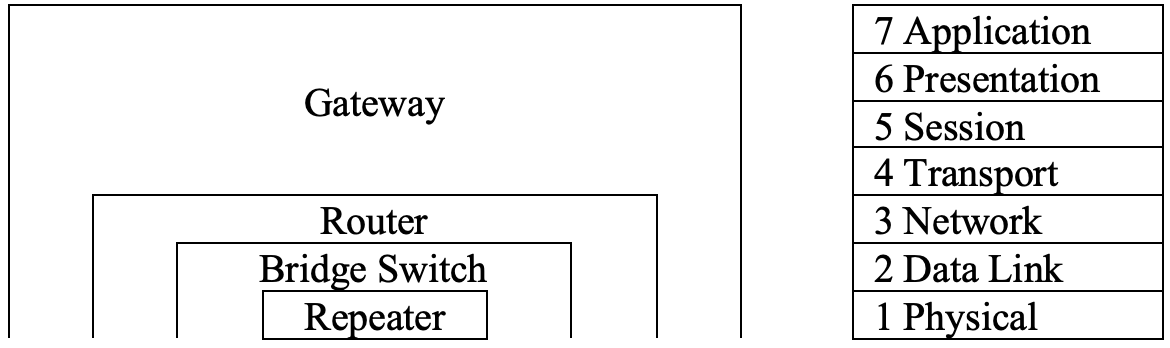 Gateway
Router
Bridge Switch
Repeater
7 Application
6 Presentation
5 Session
4 Transport
3 Network
2 Data Link
1 Physical